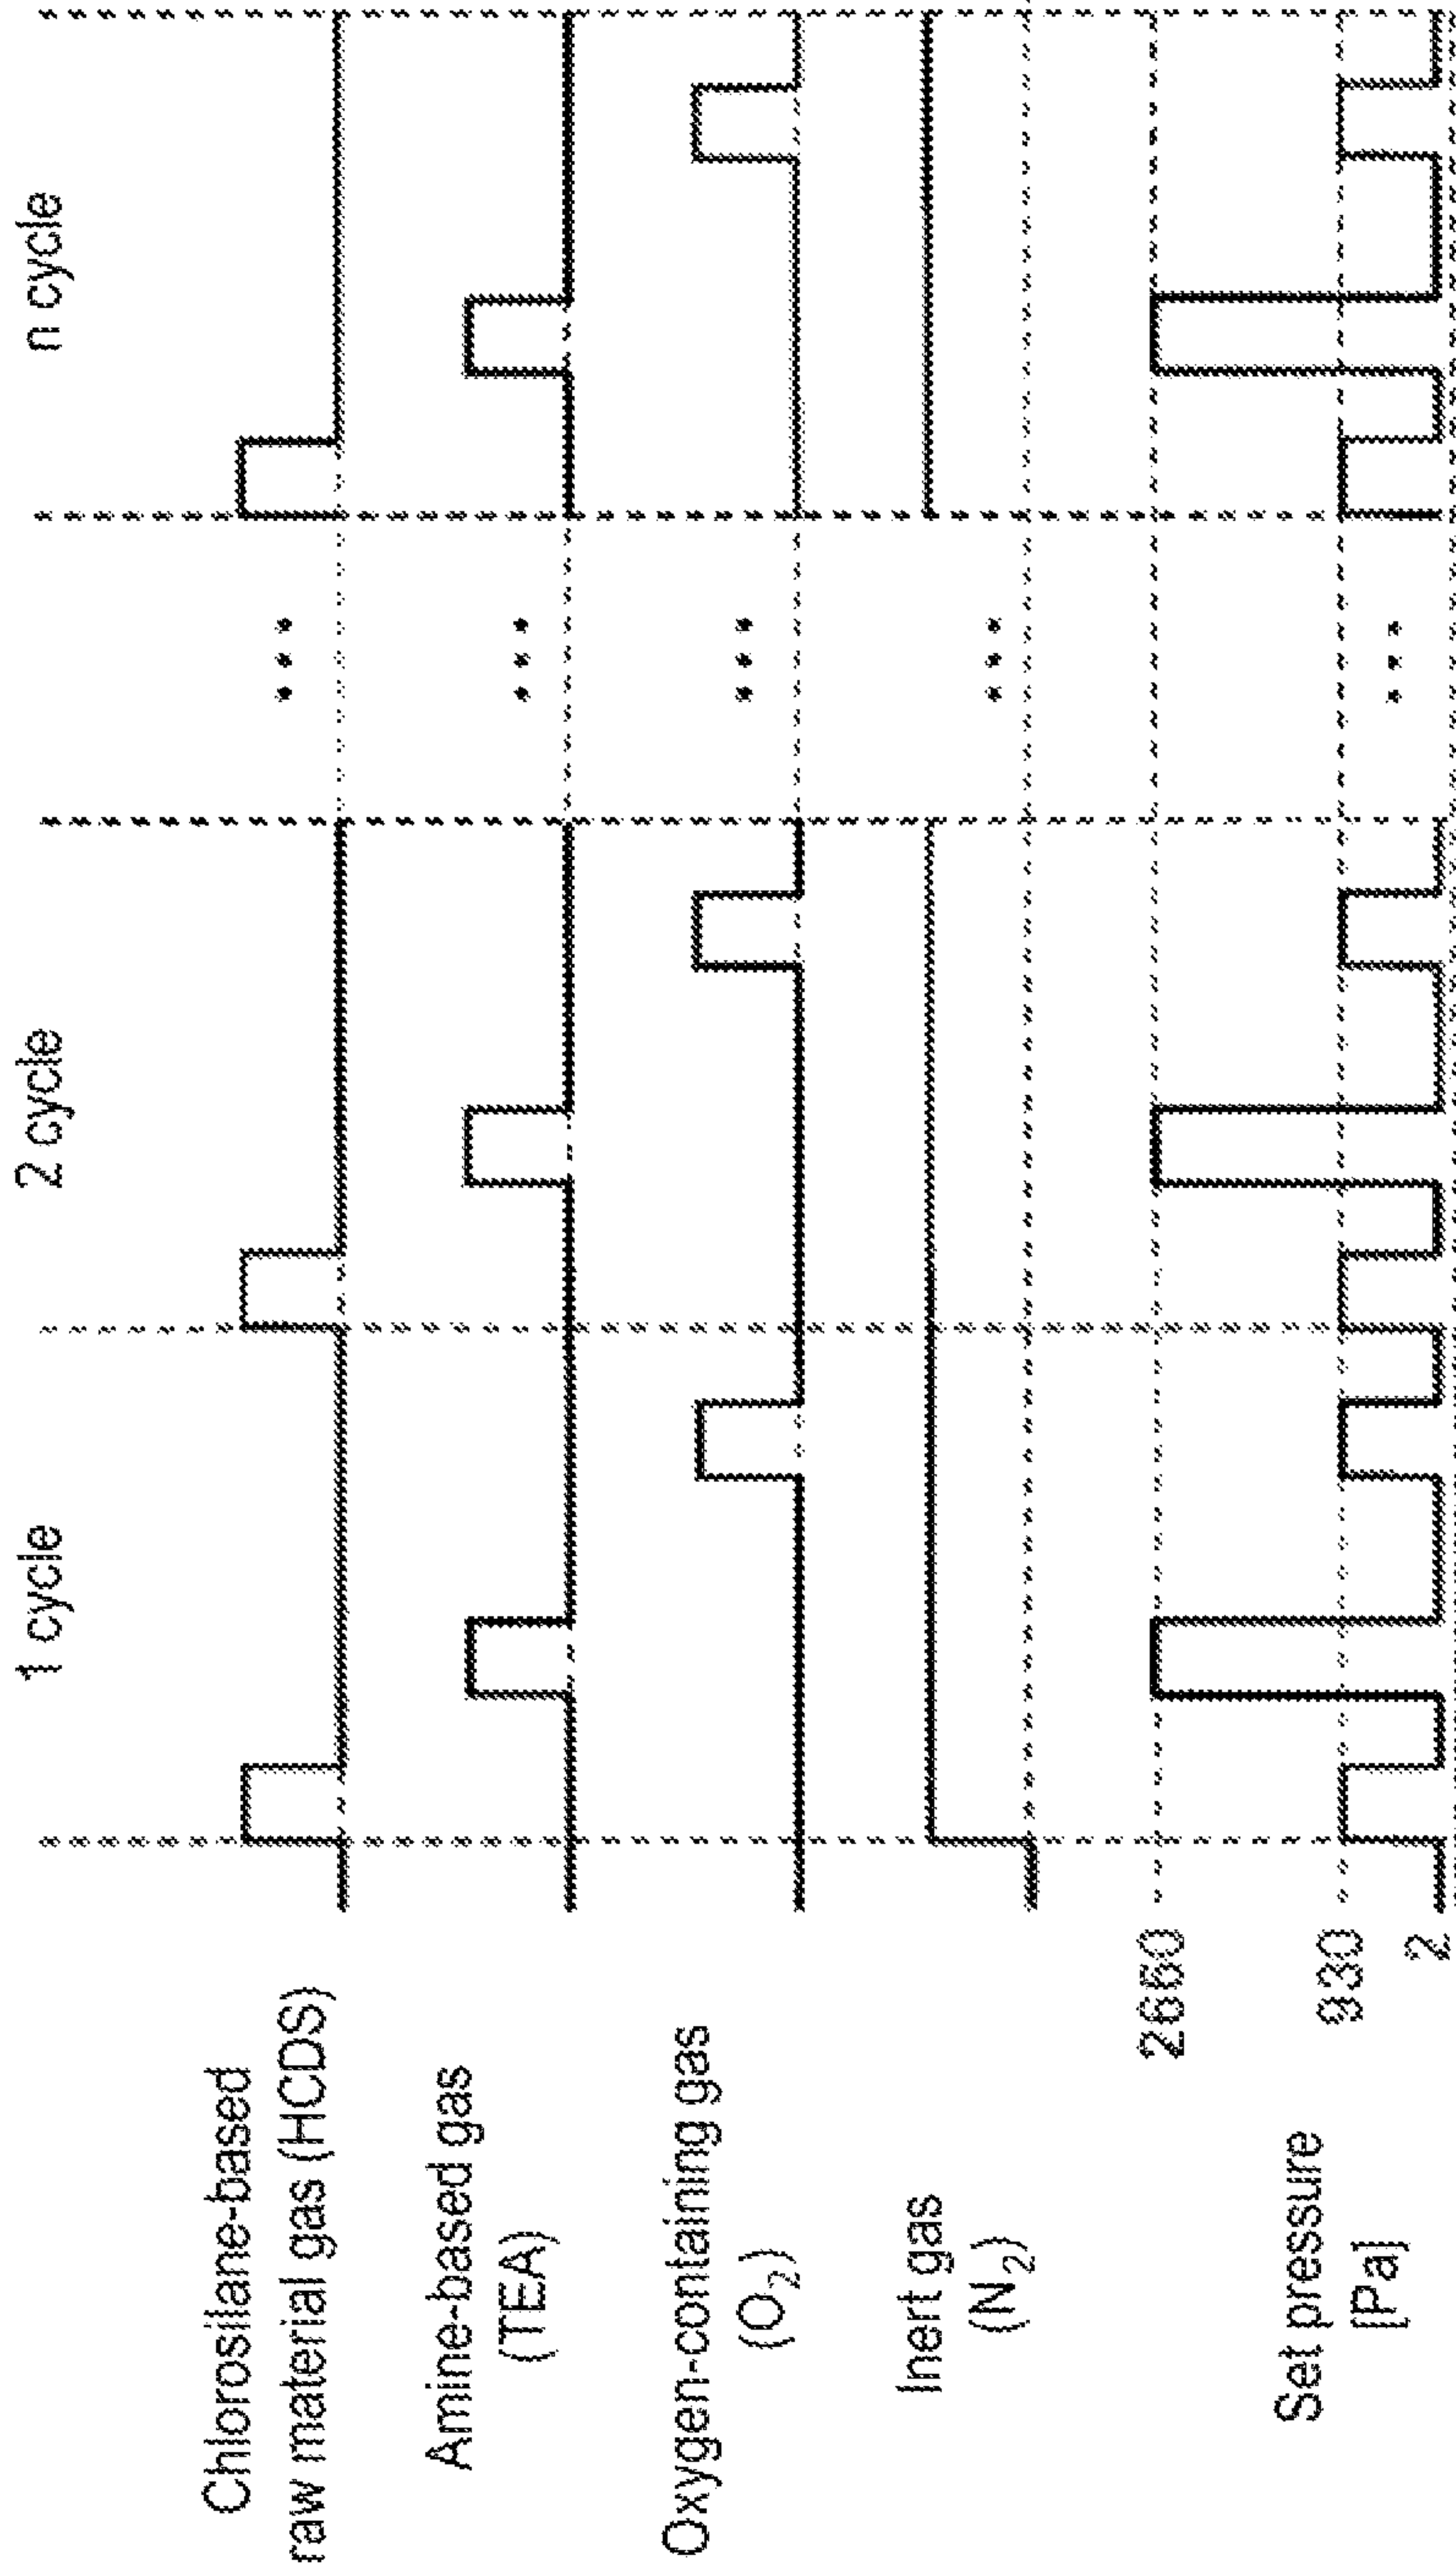 1 cycle
2 cycle
n cycle
Chlorosilane-based
raw material gas (HCDS)
Amine-based gas
(TEA)
Oxygen-containing gas
(O₂)
Inert gas
(N₂)
2660
930
2
Set pressure
[Pa]